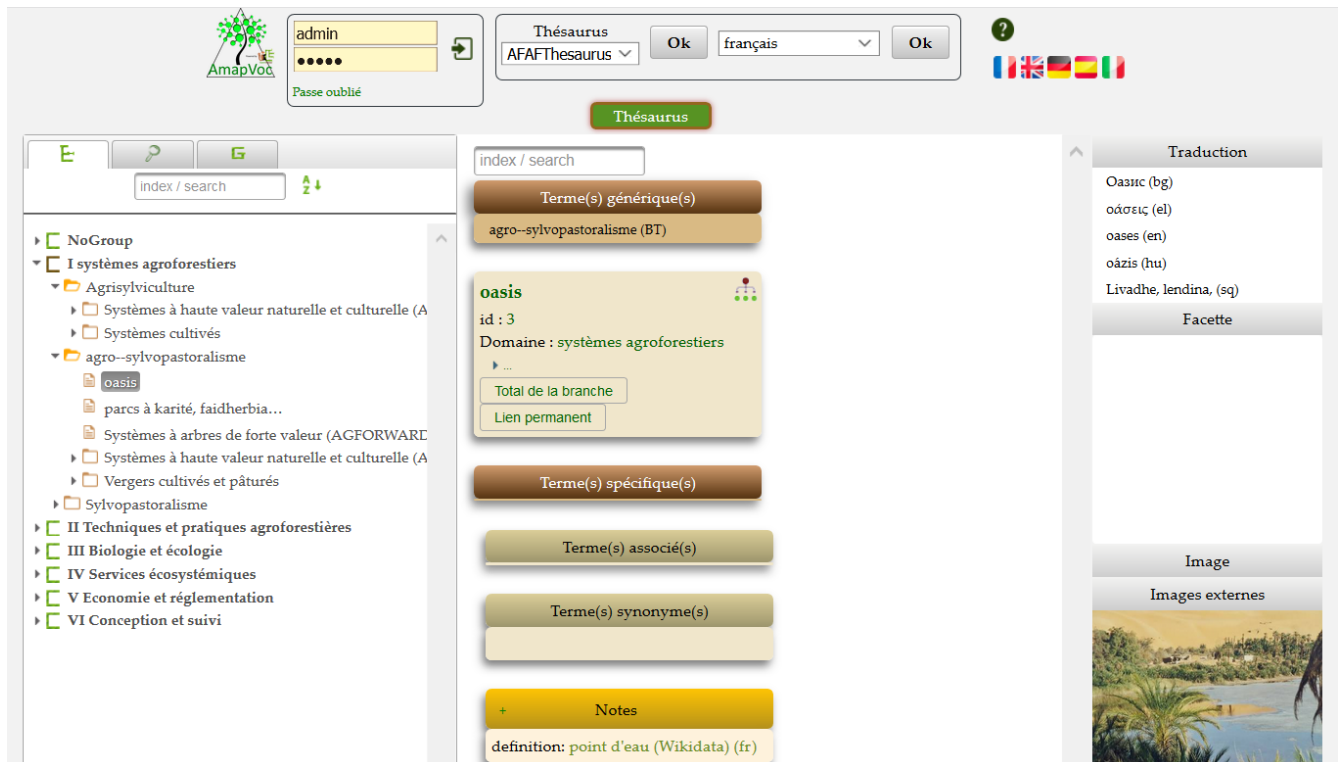 AmapVoc
admin
•••••
Passe oublié
Thésaurus
AFAFThesaurus
Ok
français
Ok
?
Thésaurus
E
G
index / search
A
Z
NoGroup
I systèmes agroforestiers
Agrisylviculture
Systèmes à haute valeur naturelle et culturelle (A
Systèmes cultivés
agro--sylvopastoralisme
oasis
parcs à karité, faidherbia…
Systèmes à arbres de forte valeur (AGFORWARD
Systèmes à haute valeur naturelle et culturelle (A
Vergers cultivés et pâturés
Sylvopastoralisme
II Techniques et pratiques agroforestières
III Biologie et écologie
IV Services écosystémiques
V Economie et réglementation
VI Conception et suivi
index / search
Terme(s) générique(s)
agro--sylvopastoralisme (BT)
oasis
id : 3
Domaine : systèmes agroforestiers
...
Total de la branche
Lien permanent
Terme(s) spécifique(s)
Terme(s) associé(s)
Terme(s) synonyme(s)
+ Notes
definition: point d'eau (Wikidata) (fr)
Traduction
Оазис (bg)
οάσεις (el)
oases (en)
oázis (hu)
Livadhe, lendina, (sq)
Facette
Image
Images externes